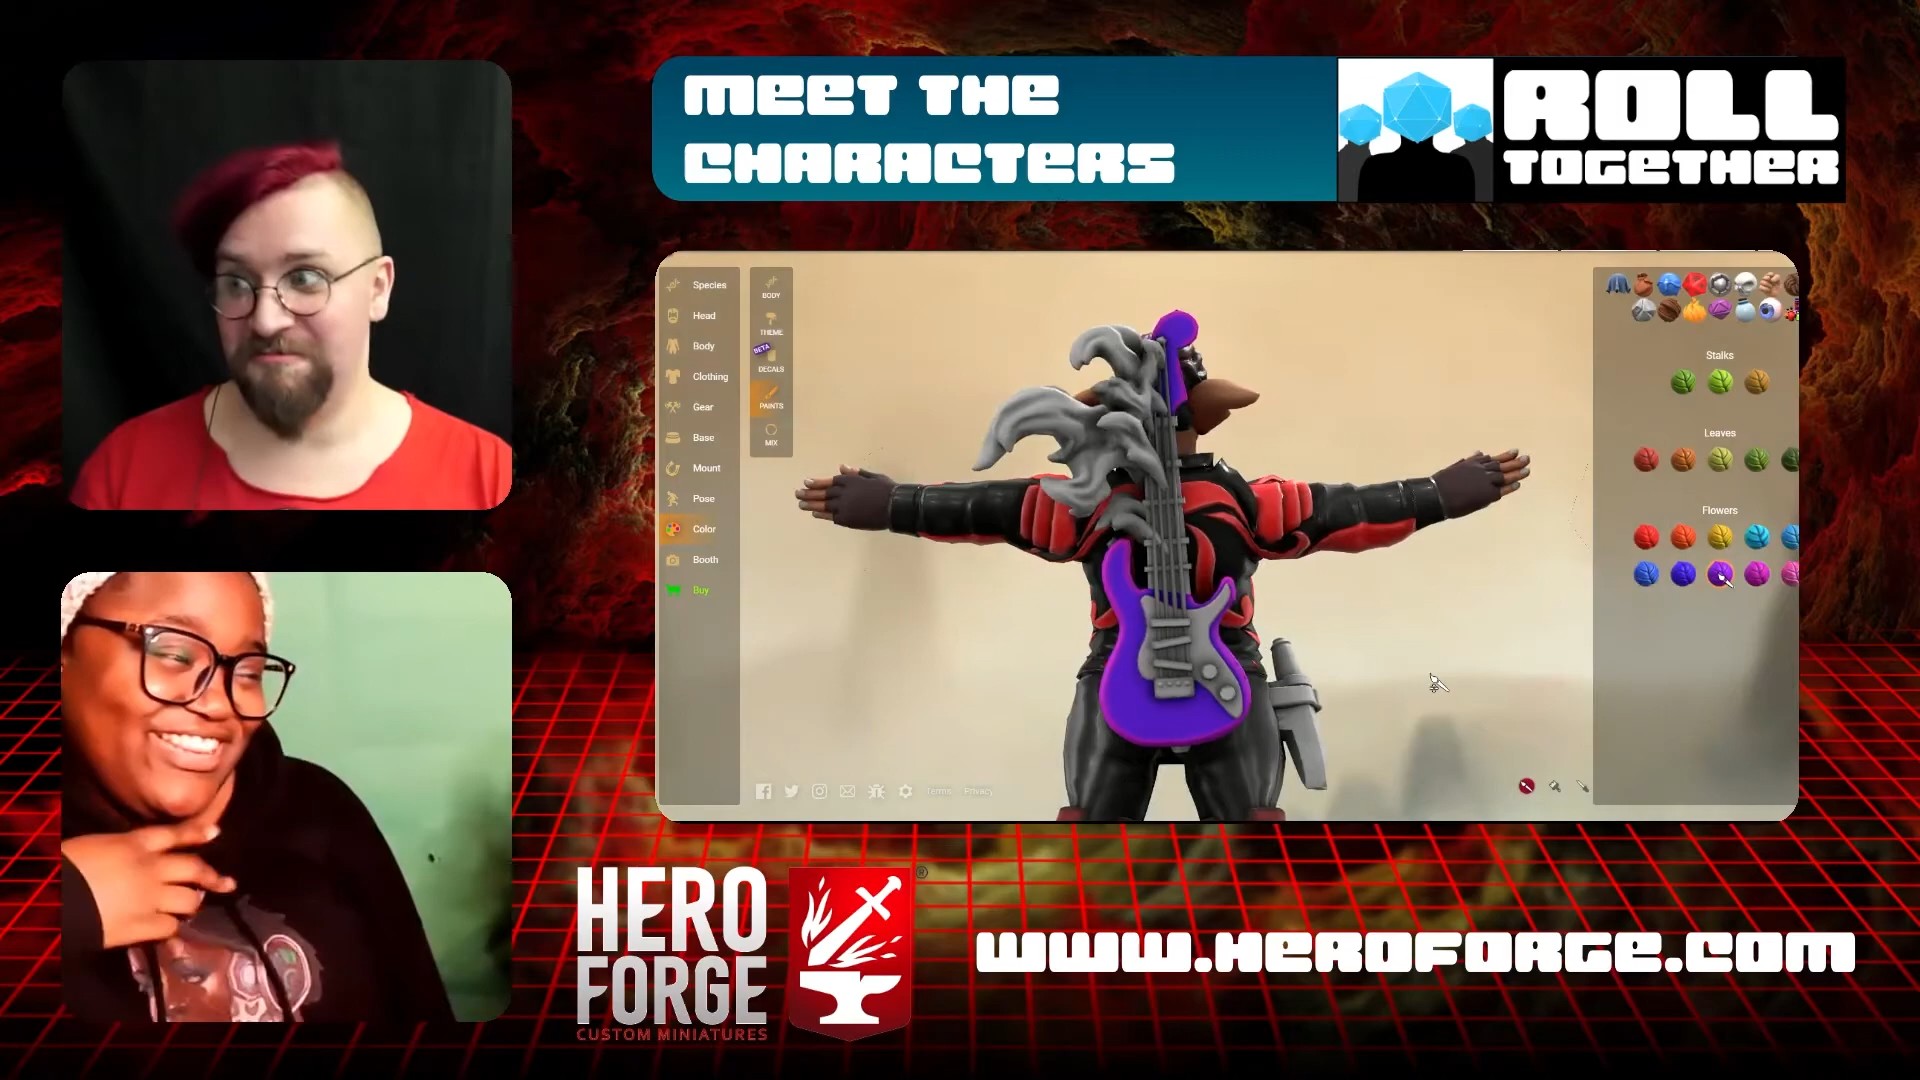 MEET THE
CHARACTERS
ROLL
TOGETHER
Species
Head
Body
Clothing
Gear
Base
Mount
Pose
Color
Booth
Buy
BODY
THEME
BETA
DECALS
PAINTS
MIX
Stalks
Leaves
Flowers
Terms
Privacy
HERO
FORGE
®
CUSTOM MINIATURES
www.HEROFORGE.COM